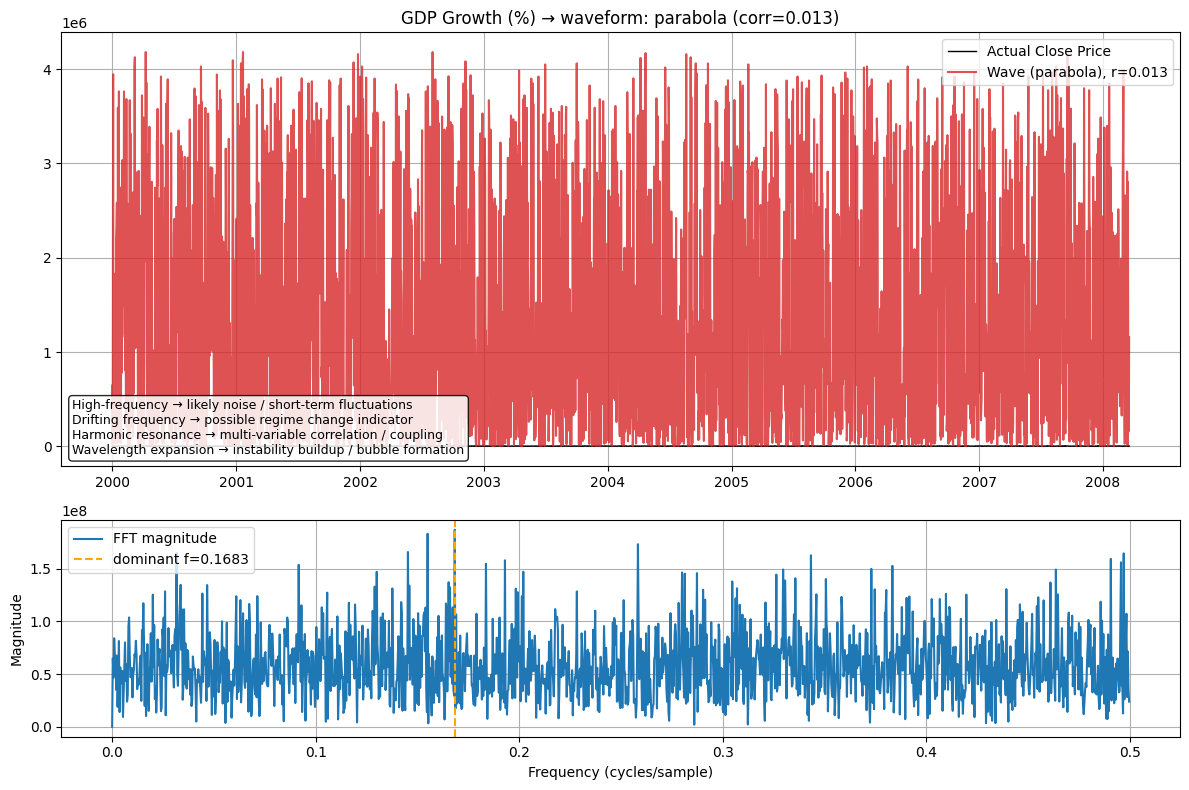 GDP Growth (%) → waveform: parabola (corr=0.013)
1e6
Actual Close Price
Wave (parabola), r=0.013
4
3
2
1
0
High-frequency → likely noise / short-term fluctuations
Drifting frequency → possible regime change indicator
Harmonic resonance → multi-variable correlation / coupling
Wavelength expansion → instability buildup / bubble formation
2000 2001 2002 2003 2004 2005 2006 2007 2008
1e8
FFT magnitude
dominant f=0.1683
1.5
1.0
0.5
0.0
Magnitude
0.0 0.1 0.2 0.3 0.4 0.5
Frequency (cycles/sample)